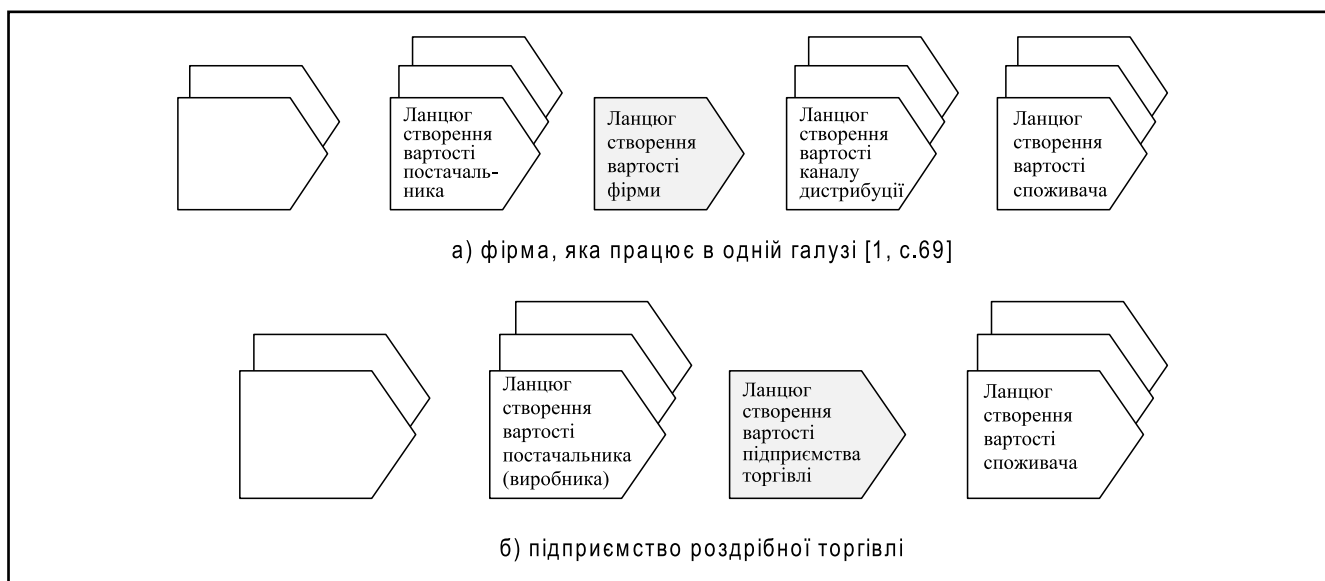 Ланцюг
створення
вартості
постачаль-
ника
Ланцюг
створення
вартості
фірми
Ланцюг
створення
вартості
каналу
дистрибуції
Ланцюг
створення
вартості
споживача
а) фірма, яка працює в одній галузі [1, с.69]
Ланцюг
створення
вартості
постачальника
(виробника)
Ланцюг
створення
вартості
підприємства
торгівлі
Ланцюг
створення
вартості
споживача
б) підприємство роздрібної торгівлі